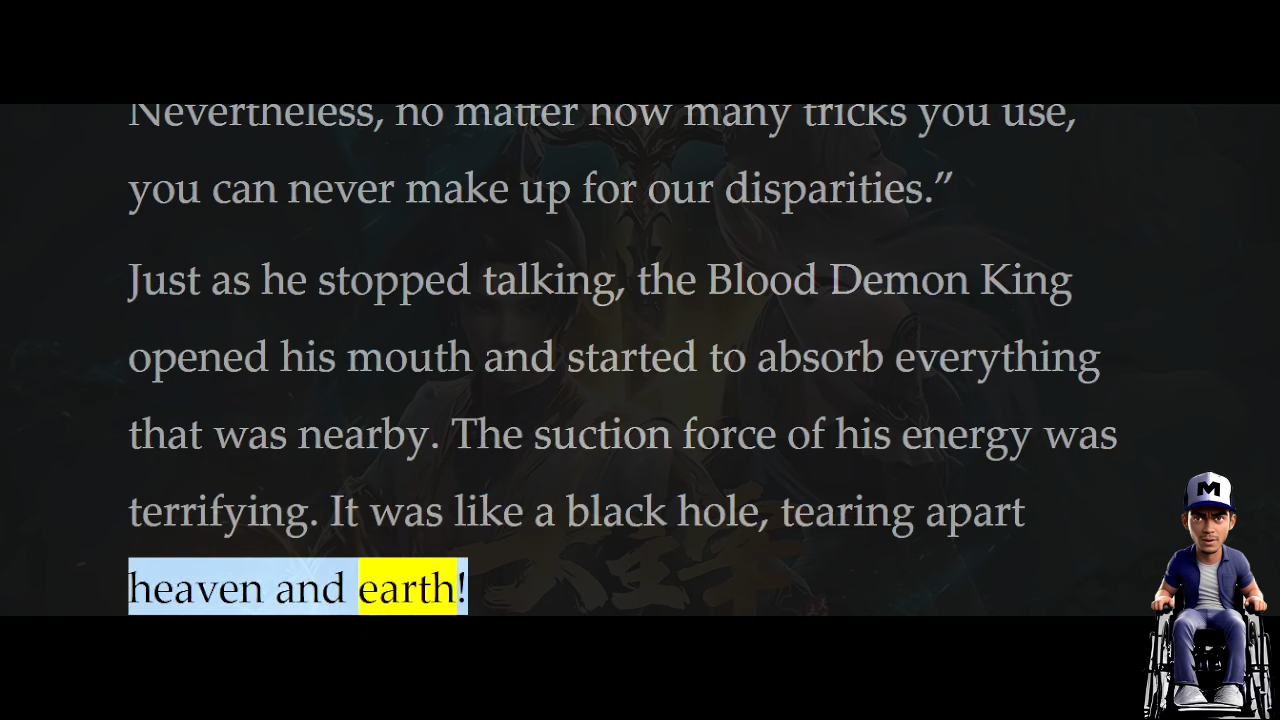 Nevertheless, no matter how many tricks you use,
you can never make up for our disparities.”
Just as he stopped talking, the Blood Demon King
opened his mouth and started to absorb everything
that was nearby. The suction force of his energy was
terrifying. It was like a black hole, tearing apart
heaven and earth!
M